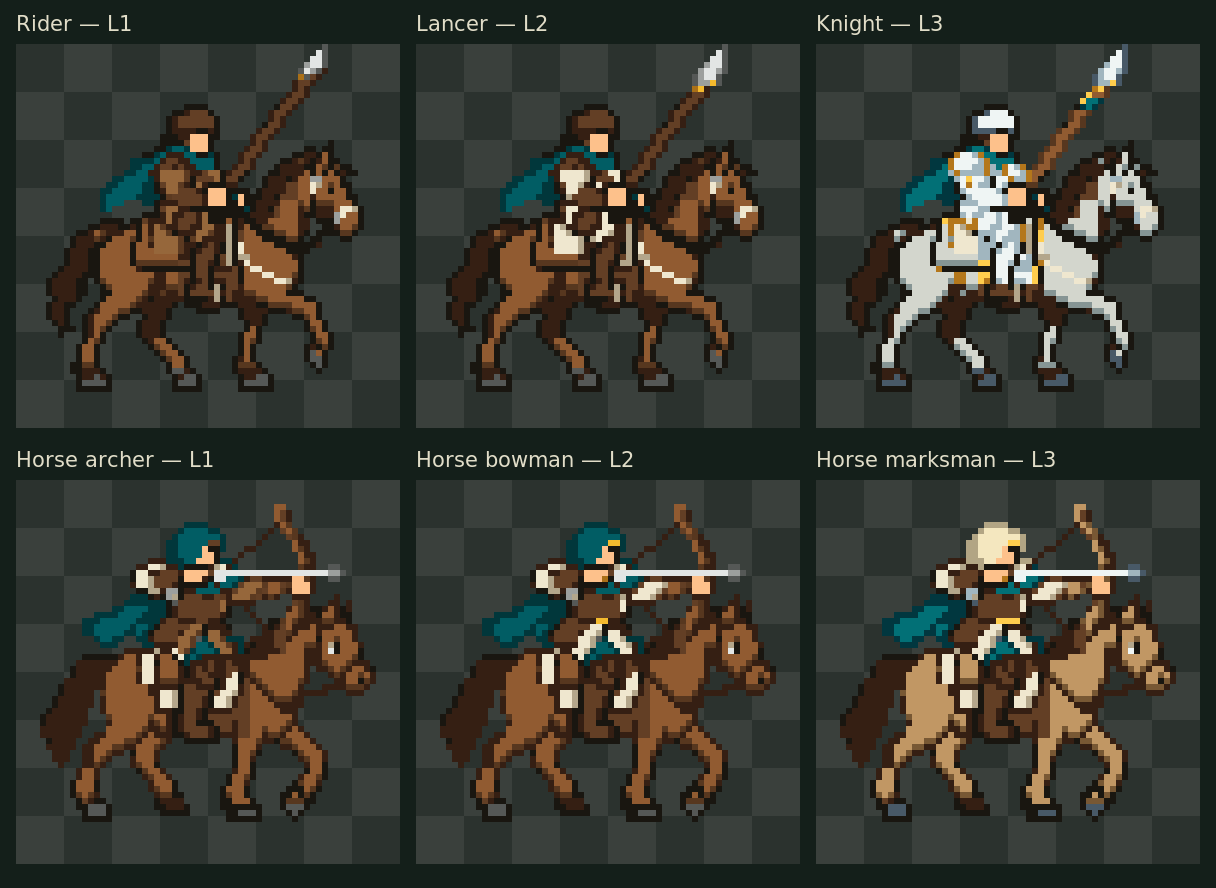 Rider — L1
Lancer — L2
Knight — L3
Horse archer — L1
Horse bowman — L2
Horse marksman — L3